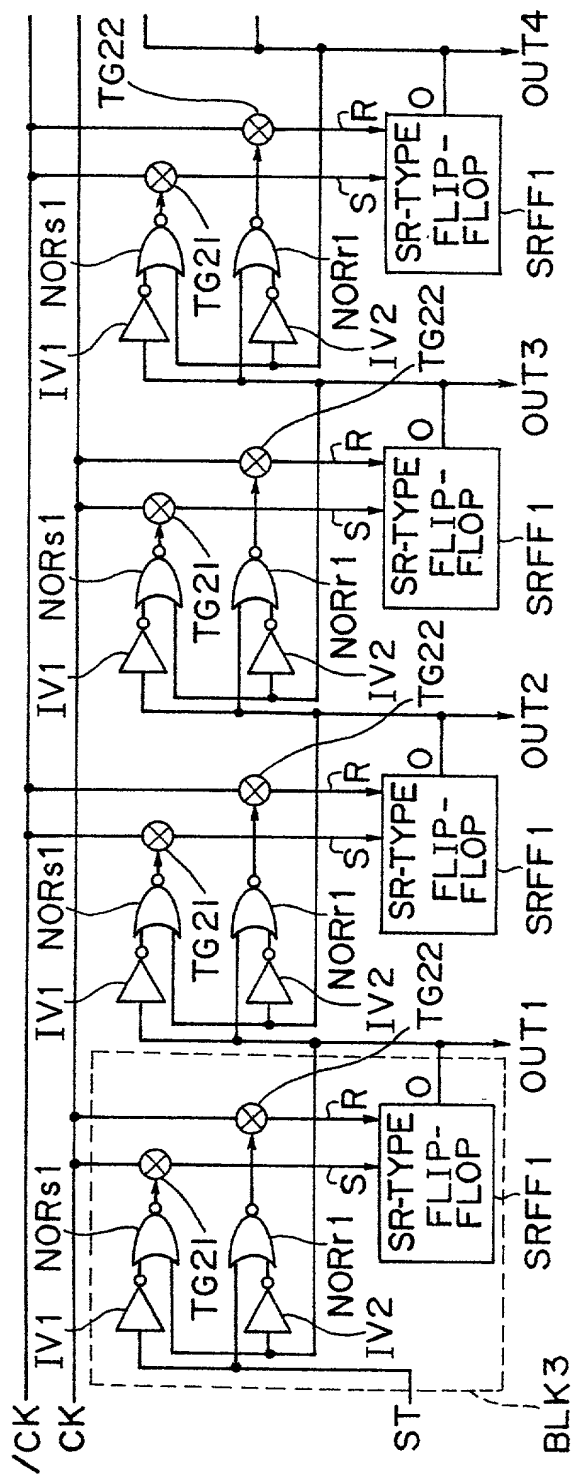 /CK
CK
ST
BLK3
IV1
NORs1
TG21
NORr1
IV2
TG22
S
R
SR-TYPE
FLIP-
FLOP
O
SRFF1
OUT1
IV1
NORs1
TG21
NORr1
IV2
TG22
S
R
SR-TYPE
FLIP-
FLOP
O
SRFF1
OUT2
IV1
NORs1
TG21
NORr1
IV2
TG22
S
R
SR-TYPE
FLIP-
FLOP
O
SRFF1
OUT3
IV1
NORs1
TG21
NORr1
IV2
TG22
S
R
SR-TYPE
FLIP-
FLOP
O
SRFF1
OUT4